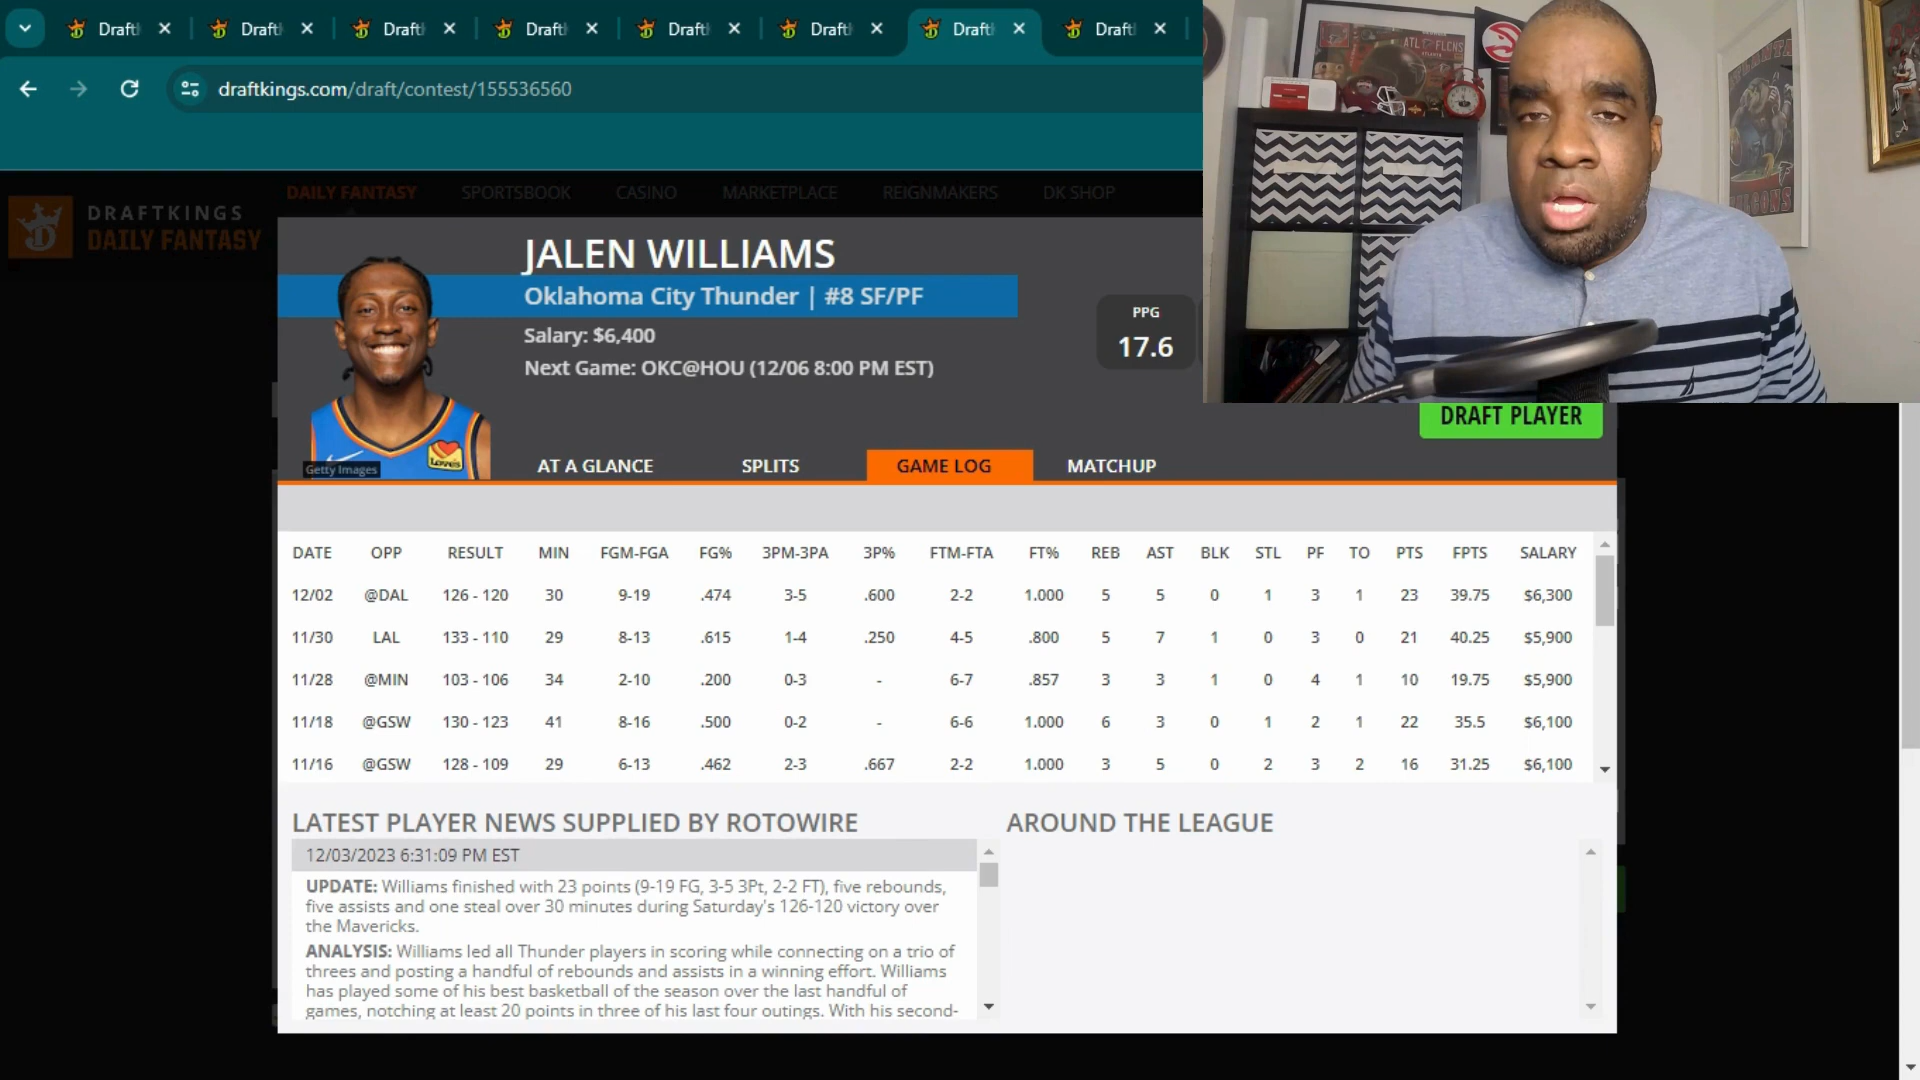 Draft
Draft
Draft
Draft
Draft
Draft
Draft
Draft
draftkings.com/draft/contest/155536560
DRAFTKINGS
DAILY FANTASY
DAILY FANTASY SPORTSBOOK CASINO MARKETPLACE REIGNMAKERS DK SHOP
JALEN WILLIAMS
Oklahoma City Thunder | #8 SF/PF
Salary: $6,400
Next Game: OKC@HOU (12/06 8:00 PM EST)
PPG
17.6
ATL FLCNS
FALCONS
Love's
Getty Images
DRAFT PLAYER
AT A GLANCE SPLITS GAME LOG MATCHUP
DATE OPP RESULT MIN FGM-FGA FG% 3PM-3PA 3P% FTM-FTA FT% REB AST BLK STL PF TO PTS FPTS SALARY
12/02 @DAL 126 - 120 30 9-19 .474 3-5 .600 2-2 1.000 5 5 0 1 3 1 23 39.75 $6,300
11/30 LAL 133 - 110 29 8-13 .615 1-4 .250 4-5 .800 5 7 1 0 3 0 21 40.25 $5,900
11/28 @MIN 103 - 106 34 2-10 .200 0-3 - 6-7 .857 3 3 1 0 4 1 10 19.75 $5,900
11/18 @GSW 130 - 123 41 8-16 .500 0-2 - 6-6 1.000 6 3 0 1 2 1 22 35.5 $6,100
11/16 @GSW 128 - 109 29 6-13 .462 2-3 .667 2-2 1.000 3 5 0 2 3 2 16 31.25 $6,100
LATEST PLAYER NEWS SUPPLIED BY ROTOWIRE
12/03/2023 6:31:09 PM EST
UPDATE: Williams finished with 23 points (9-19 FG, 3-5 3Pt, 2-2 FT), five rebounds,
five assists and one steal over 30 minutes during Saturday's 126-120 victory over
the Mavericks.
ANALYSIS: Williams led all Thunder players in scoring while connecting on a trio of
threes and posting a handful of rebounds and assists in a winning effort. Williams
has played some of his best basketball of the season over the last handful of
games, notching at least 20 points in three of his last four outings. With his second-
AROUND THE LEAGUE